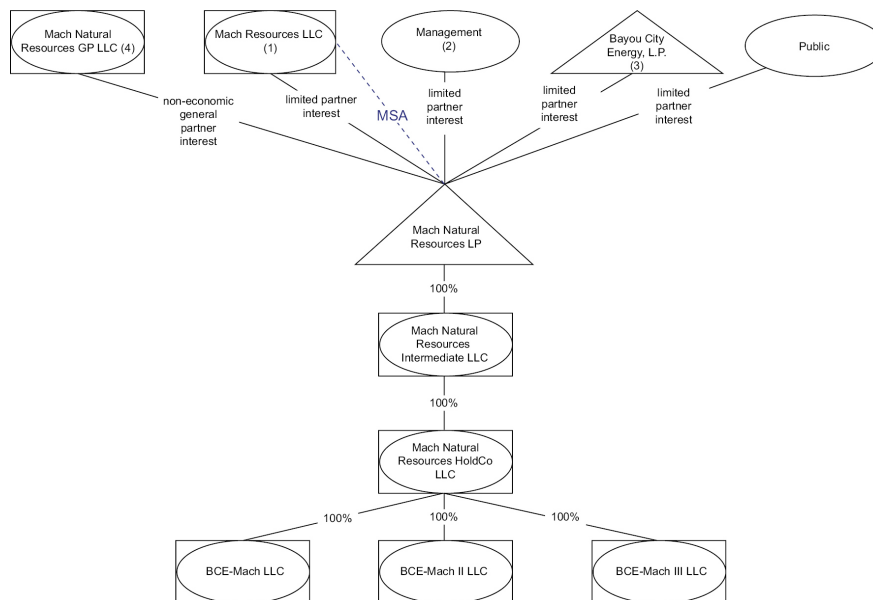 Mach Natural
Resources GP LLC (4)
Mach Resources LLC
(1)
Management
(2)
Bayou City
Energy, L.P.
(3)
Public
non-economic
general
partner
interest
limited partner
interest
MSA
limited
partner
interest
limited
partner
interest
limited
partner
interest
Mach Natural
Resources LP
100%
Mach Natural
Resources
Intermediate LLC
100%
Mach Natural
Resources HoldCo
LLC
100%
100%
100%
BCE-Mach LLC
BCE-Mach II LLC
BCE-Mach III LLC